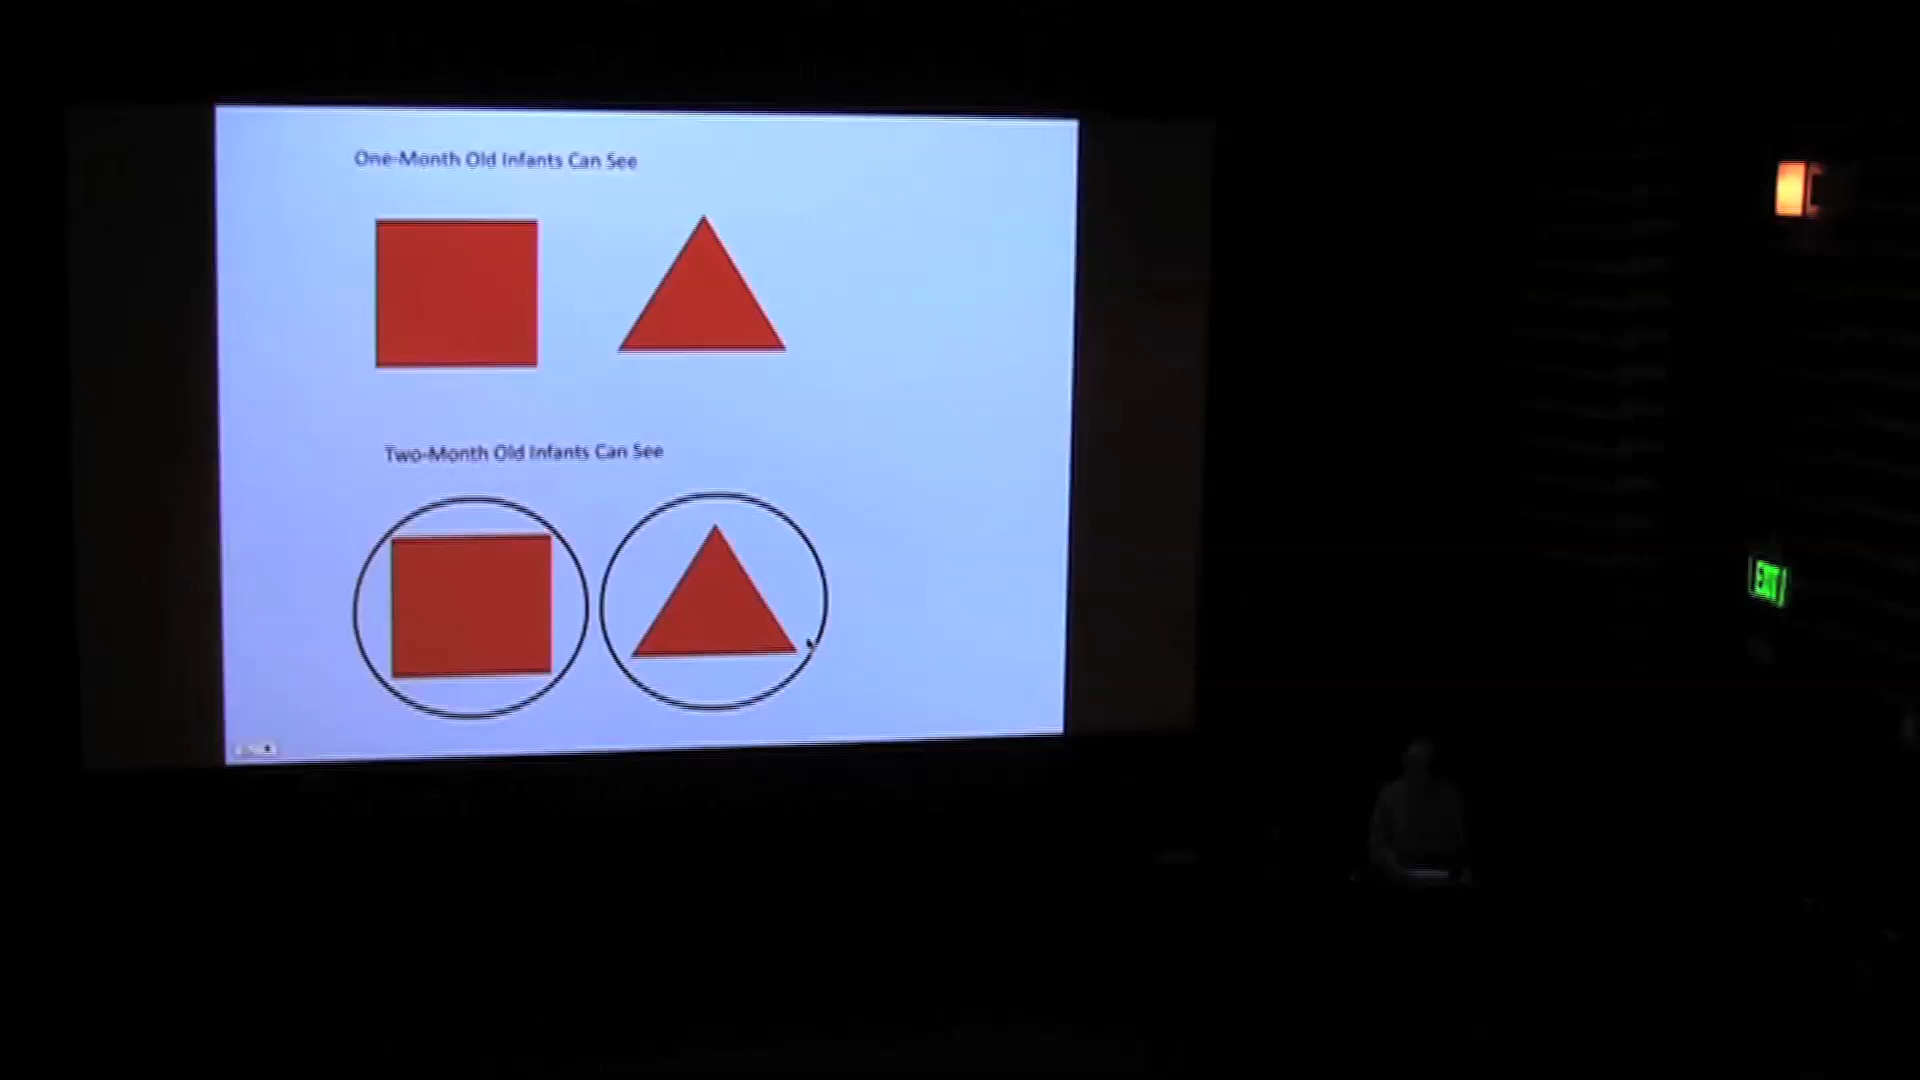 One-Month Old Infants Can See
Two-Month Old Infants Can See
EXIT